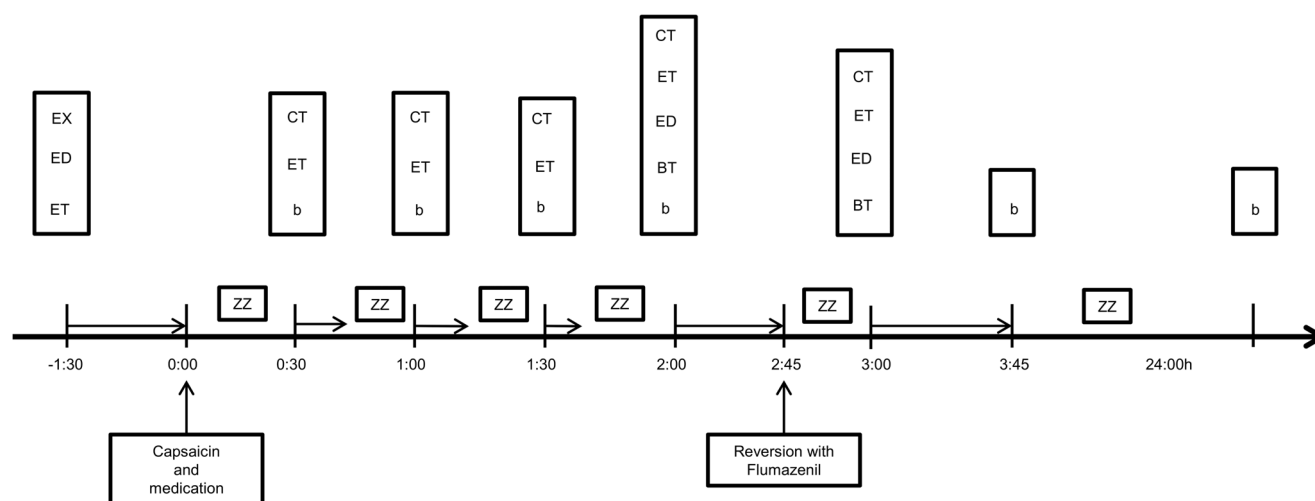 EX
ED
ET
CT
ET
b
CT
ET
b
CT
ET
b
CT
ET
ED
BT
b
CT
ET
ED
BT
b
b
ZZ
ZZ
ZZ
ZZ
ZZ
ZZ
-1:30
0:00
0:30
1:00
1:30
2:00
2:45
3:00
3:45
24:00h
Capsaicin
and
medication
Reversion with
Flumazenil